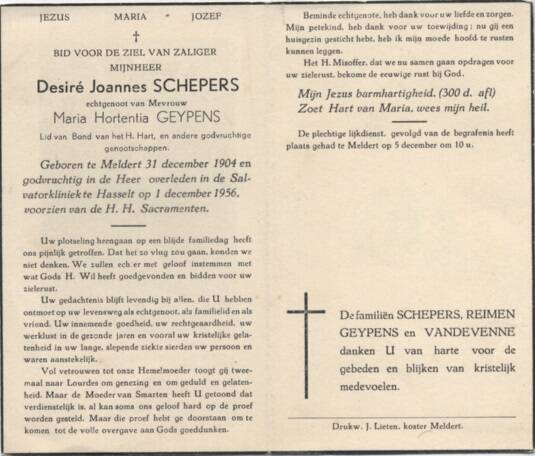 JEZUS MARIA JOZEF
BID VOOR DE ZIEL VAN ZALIGER
MIJNHEER
Desiré Joannes SCHEPERS
echtgenoot van Mevrouw
Maria Hortentia GEYPENS
Lid van Bond van het H. Hart, en andere godvruchtige
genootschappen.
Geboren te Meldert 31 december 1904 en
godvruchtig in de Heer overleden in de Sal-
vatorkliniek te Hasselt op 1 december 1956,
voorzien van de H. H. Sacramenten.
Uw plotseling heengaan op een blijde familiedag heeft
ons pijnlijk getroffen. Dat het zo vlug zou gaan, konden
we niet denken. We zullen echter met geloof instemmen met
wat Gods H. Wil heeft goedgevonden en bidden voor uw
zielerust.
Uw gedachtenis blijft levendig bij allen, die U hebben
ontmoet op uw levensweg als echtgenoot, als familielid en als
vriend. Uw innemende goedheid, uw rechtgeaardheid, uw
werklust in de gezonde jaren en vooral uw kristelijke gela-
tenheid in uw lange, slepende ziekte sierden uw persoon en
waren aanstekelijk.
Vol vetrouwen tot onze Hemelmoeder toogt gij twee-
maal naar Lourdes om genezing en om geduld en gelaten-
heid. Maar de Moeder van Smarten heeft U getoond dat
verdienstelijk is. al kan soms ons geloof hard op de proef
worden gesteld. Maar die proef hebt ge doorstaan om te
komen tot de volle overgave aan Gods goeddunken.
Beminde echtgenote, heb dank voor uw liefde en zorgen.
Mijn petekind, heb dank voor uw toewijding; nu gij een
huisgezin gesticht hebt, heb ik mijn moede hoofd te rusten
kunnen leggen.
Het H. Misoffer, dat we nu samen gaan opdragen voor
uw zielerust, bekome de eeuwige rust bij God.
Mijn Jezus barmhartigheid, (300 d. afl)
Zoet Hart van Maria, wees mijn heil.
De plechtige lijkdienst, gevolgd van de begrafenis heeft
plaats gehad te Meldert op 5 december om 10 u.
De familiën SCHEPERS, REIMEN
GEYPENS en VANDEVENNE
danken U van harte voor de
gebeden en blijken van kristelijk
medevoelen.
Drukw. J. Lieten, koster Meldert.